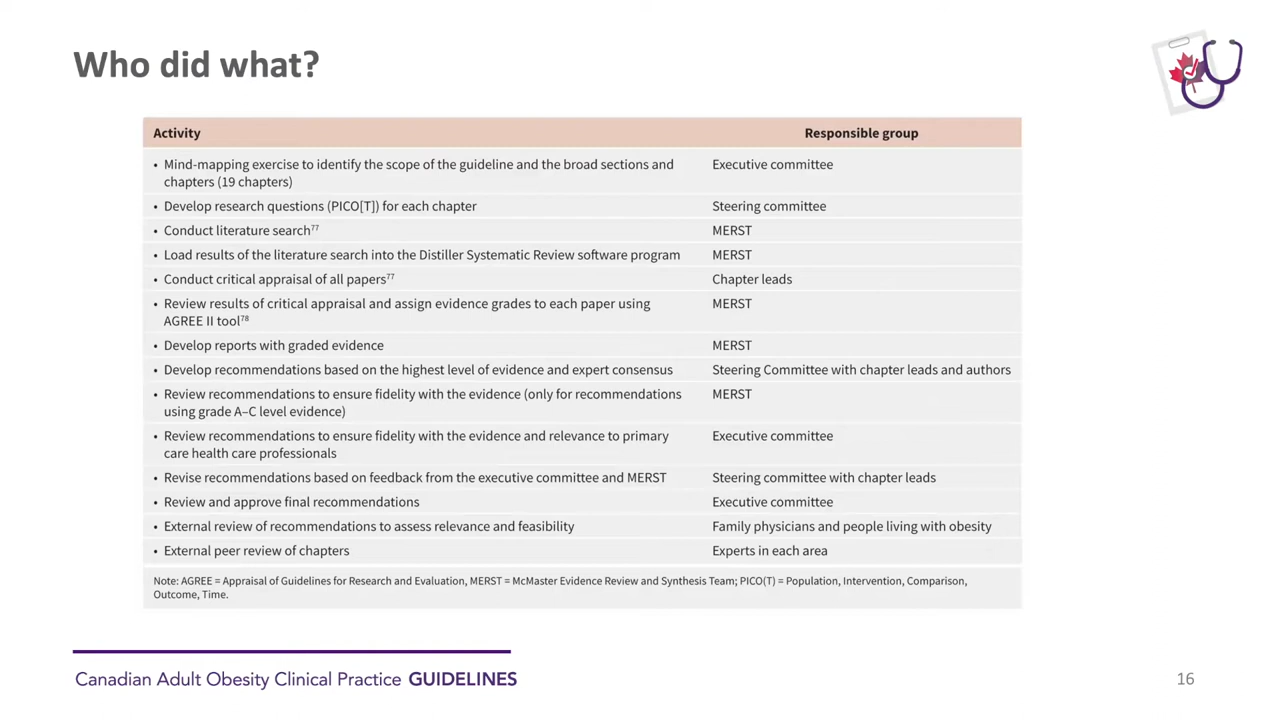 Who did what?
Activity Responsible group
• Mind-mapping exercise to identify the scope of the guideline and the broad sections and Executive committee
chapters (19 chapters)
• Develop research questions (PICO[T]) for each chapter Steering committee
• Conduct literature search⁷⁷ MERST
• Load results of the literature search into the Distiller Systematic Review software program MERST
• Conduct critical appraisal of all papers⁷⁷ Chapter leads
• Review results of critical appraisal and assign evidence grades to each paper using MERST
AGREE II tool⁷⁸
• Develop reports with graded evidence MERST
• Develop recommendations based on the highest level of evidence and expert consensus Steering Committee with chapter leads and authors
• Review recommendations to ensure fidelity with the evidence (only for recommendations MERST
using grade A–C level evidence)
• Review recommendations to ensure fidelity with the evidence and relevance to primary Executive committee
care health care professionals
• Revise recommendations based on feedback from the executive committee and MERST Steering committee with chapter leads
• Review and approve final recommendations Executive committee
• External review of recommendations to assess relevance and feasibility Family physicians and people living with obesity
• External peer review of chapters Experts in each area
Note: AGREE = Appraisal of Guidelines for Research and Evaluation, MERST = McMaster Evidence Review and Synthesis Team; PICO(T) = Population, Intervention, Comparison,
Outcome, Time.
Canadian Adult Obesity Clinical Practice GUIDELINES
16